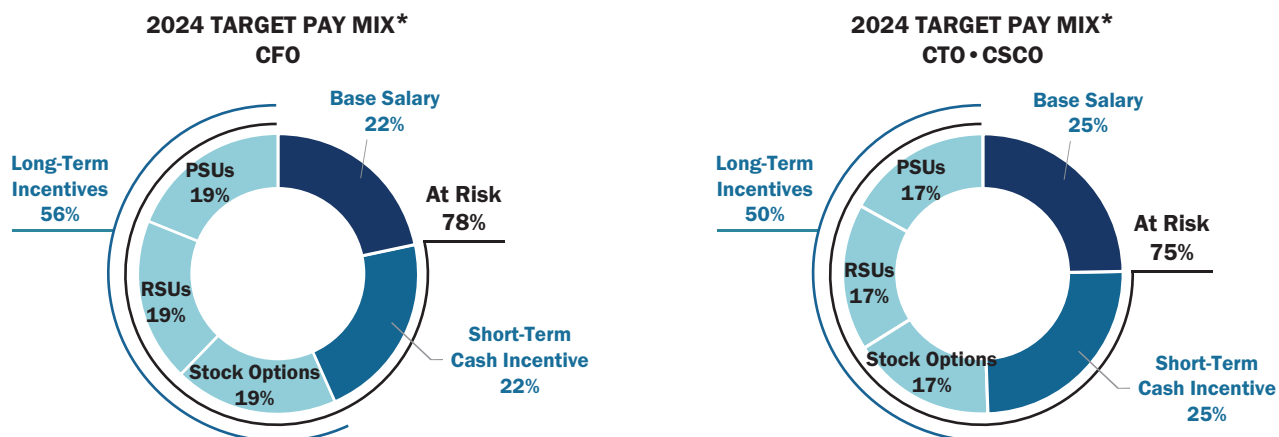 2024 TARGET PAY MIX*
CFO
Base Salary
22%
PSUs
19%
Long-Term
Incentives
56%
At Risk
78%
RSUs
19%
Short-Term
Cash Incentive
22%
Stock Options
19%
2024 TARGET PAY MIX*
CTO • CSCO
Base Salary
25%
PSUs
17%
Long-Term
Incentives
50%
At Risk
75%
RSUs
17%
Stock Options
17%
Short-Term
Cash Incentive
25%